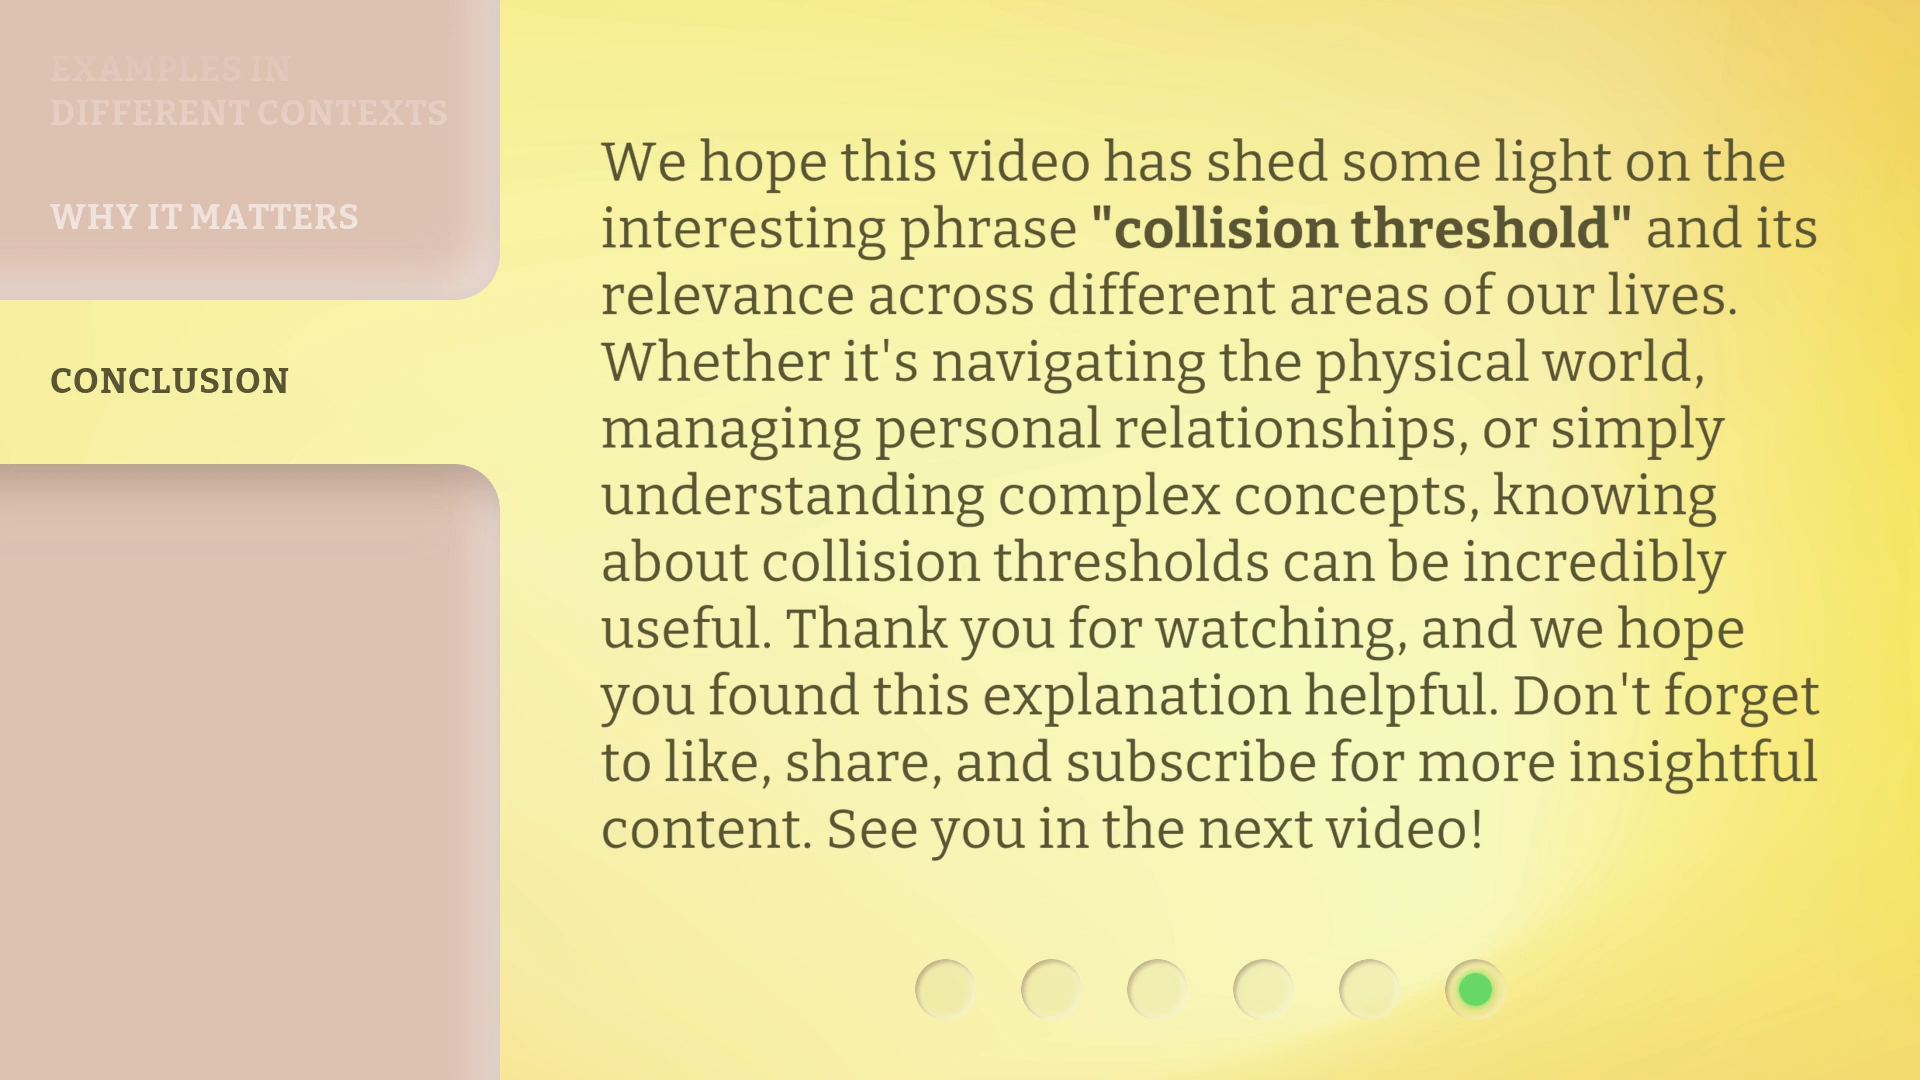 EXAMPLES IN
DIFFERENT CONTEXTS
WHY IT MATTERS
CONCLUSION
We hope this video has shed some light on the
interesting phrase "collision threshold" and its
relevance across different areas of our lives.
Whether it's navigating the physical world,
managing personal relationships, or simply
understanding complex concepts, knowing
about collision thresholds can be incredibly
useful. Thank you for watching, and we hope
you found this explanation helpful. Don't forget
to like, share, and subscribe for more insightful
content. See you in the next video!